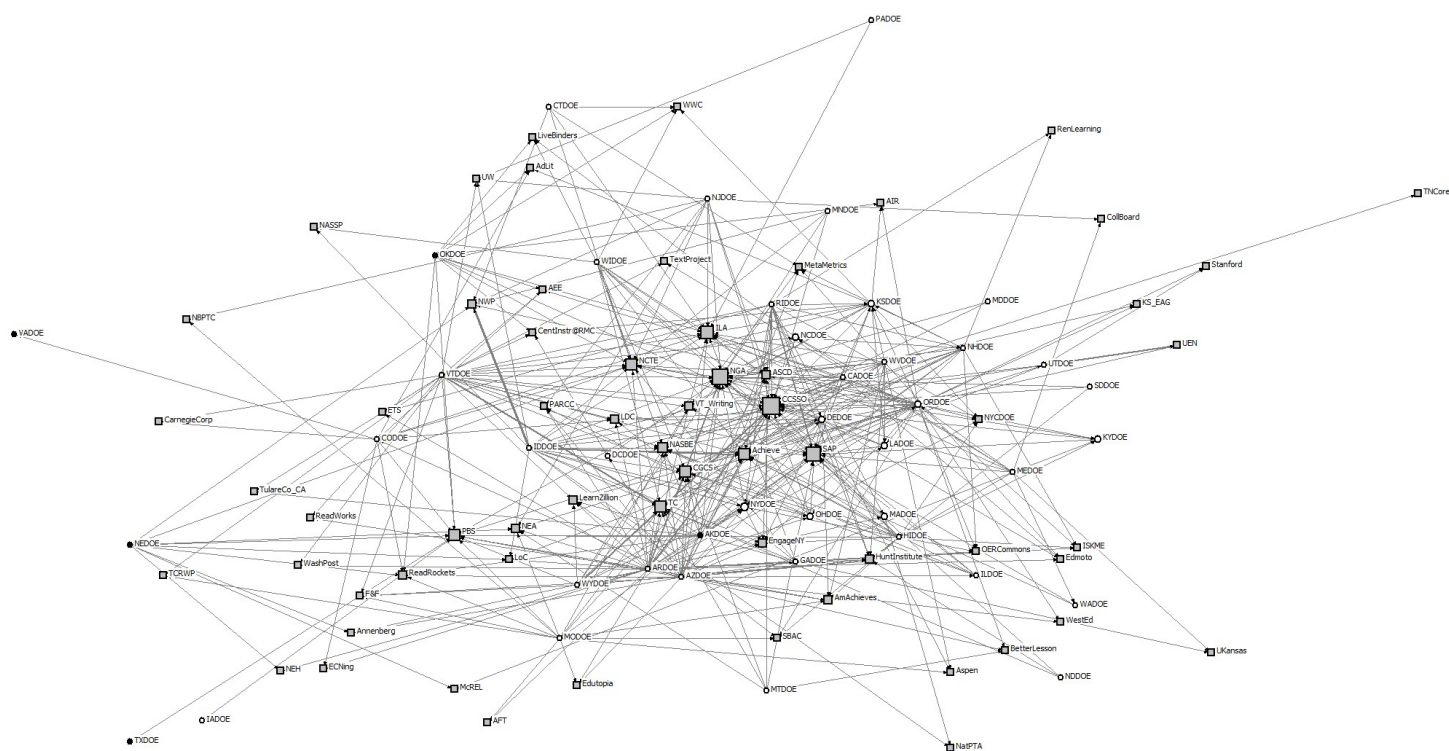 PADOE
CTDOE
WWC
RenLearning
LiveBinders
AdLit
UW
TNCore
NJDOE
AIR
MNDOE
CollBoard
NASSP
OKDOE
WIDOE
TextProject
MetaMetrics
Stanford
AEE
NWP
RIDOE
KSDOE
MDDOE
KS_EAG
NBPTC
VADOE
CentInstr@RMC
ILA
NCDOE
UEN
NHDOE
NCTE
WVDOE
UTDOE
VTDOE
NGA
ASCD
CADOE
SDDOE
PARCC
VT_Writing
CCSSO
ORDOE
ETS
LDC
DEDOE
NYCDOE
CarnegieCorp
CODOE
KYDOE
IDDOE
NASBE
Achieve
SAP
LADOE
DCDOE
CGCS
MEDOE
TulareCo_CA
LearnZillion
TC
NYDOE
ReadWorks
OHDOE
MADOE
NEA
PBS
AKDOE
HIDOE
NEDOE
EngageNY
ISKME
OERCommons
LoC
HuntInstitute
Edmoto
WashPost
GADOE
ARDOE
TCRWP
ReadRockets
AZDOE
ILDOE
WYDOE
F&F
AmAchieves
WADOE
WestEd
Annenberg
MODOE
SBAC
BetterLesson
UKansas
NEH
ECNing
Aspen
NDDOE
McREL
Edutopia
MTDOE
IADOE
AFT
TXDOE
NatPTA